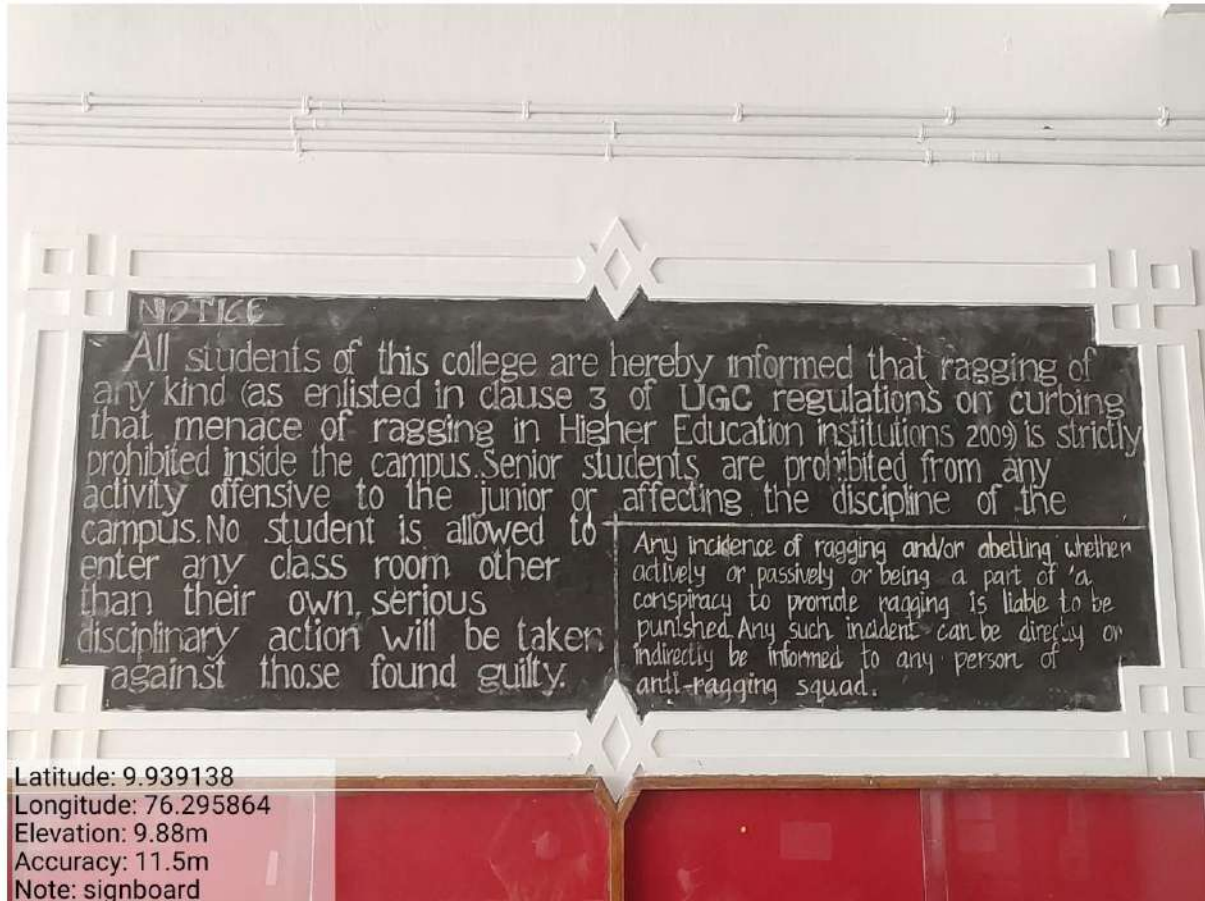 NOTICE
All students of this college are hereby informed that ragging of
any kind (as enlisted in clause 3 of UGC regulations on curbing
that menace of ragging in Higher Education institutions 2009) is strictly
prohibited inside the campus. Senior students are prohibited from any
activity offensive to the junior or affecting the discipline of the
campus. No student is allowed to
enter any class room other
than their own, serious
disciplinary action will be taken
against those found guilty.
Any incidence of ragging and/or abetting whether
actively or passively or being a part of 'a
conspiracy to promote ragging is liable to be
punished. Any such incident can be directly or
indirectly be informed to any person of
anti-ragging squad.
Latitude: 9.939138
Longitude: 76.295864
Elevation: 9.88m
Accuracy: 11.5m
Note: signboard